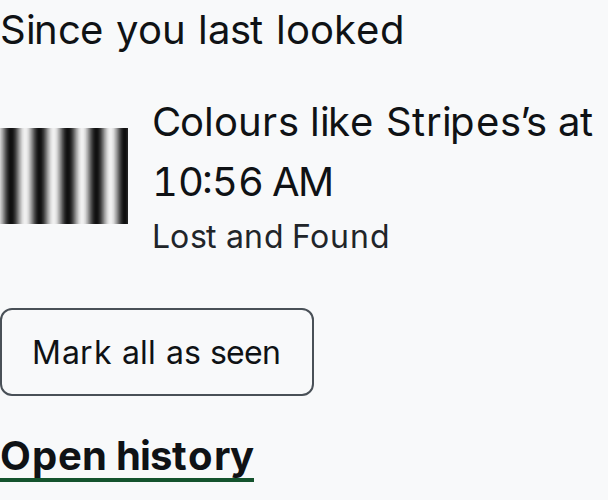 Since you last looked
Colours like Stripes’s at
10:56 AM
Lost and Found
Mark all as seen
Open history